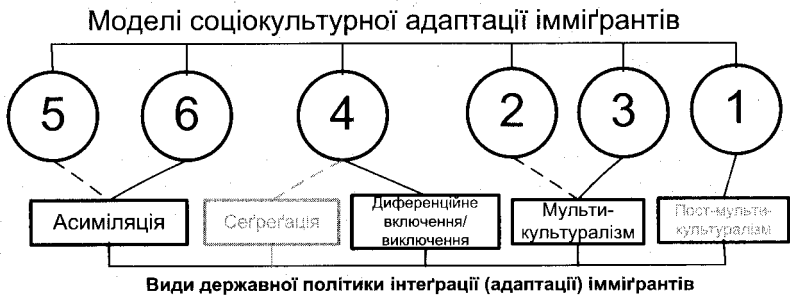 Моделі соціокультурної адаптації імміґрантів
5 6 4 2 3 1
Асиміляція
Сеґреґація
Диференційне
включення/
виключення
Мульти-
культуралізм
Пост-мульти-
культуралізм
Види державної політики інтеґрації (адаптації) імміґрантів